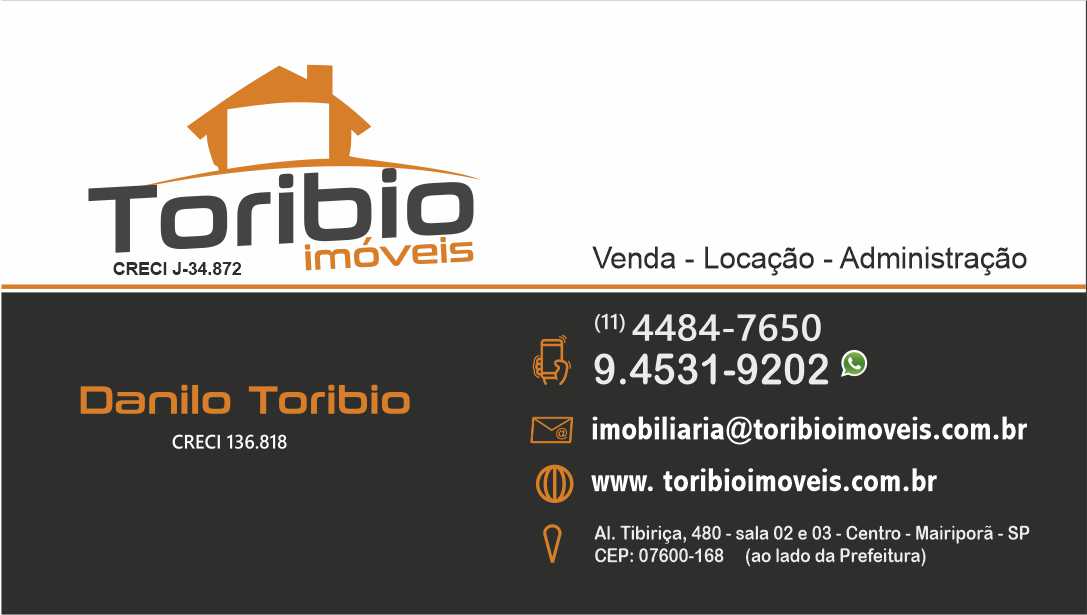 Toribio
imóveis
CRECI J-34.872
Venda - Locação - Administração
Danilo Toribio
CRECI 136.818
(11) 4484-7650
9.4531-9202
imobiliaria@toribioimoveis.com.br
www. toribioimoveis.com.br
Al. Tibiriça, 480 - sala 02 e 03 - Centro - Mairiporã - SP
CEP: 07600-168 (ao lado da Prefeitura)